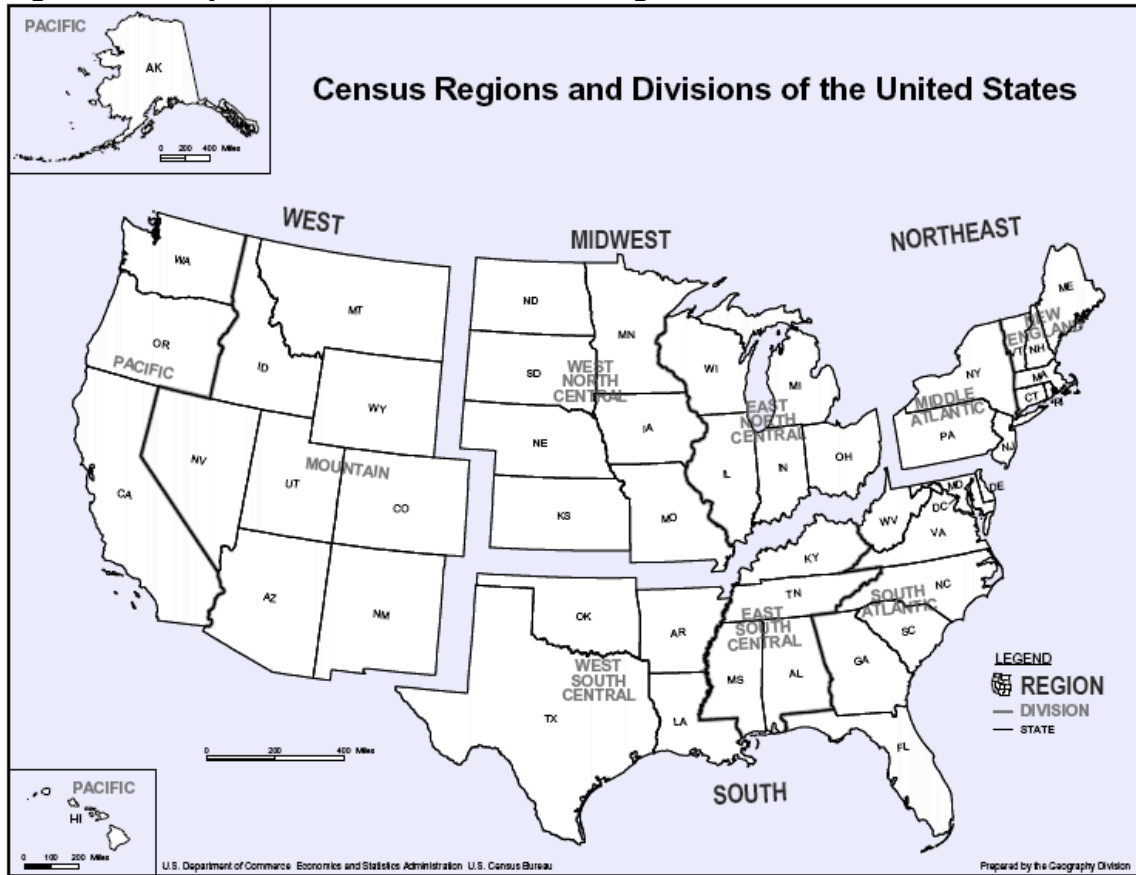 PACIFIC
AK
0 200 400 Miles
Census Regions and Divisions of the United States
WEST
MIDWEST
NORTHEAST
WA
MT
ND
MN
ME
OR
ID
SD
WI
MI
NY
VT
NH
NEW
ENGLAND
PACIFIC
WY
WEST
NORTH
CENTRAL
EAST
NORTH
CENTRAL
MIDDLE
ATLANTIC
MA
CT
RI
NV
NE
IA
PA
NJ
MOUNTAIN
UT
CO
IL
IN
OH
CA
KS
MO
WV
MD
DE
DC
VA
KY
AZ
NM
OK
AR
TN
NC
SOUTH
ATLANTIC
EAST
SOUTH
CENTRAL
SC
WEST
SOUTH
CENTRAL
MS
AL
GA
TX
LA
FL
LEGEND
REGION
DIVISION
STATE
0 200 400 Miles
SOUTH
PACIFIC
HI
0 100 200 Miles
U.S. Department of Commerce Economics and Statistics Administration U.S. Census Bureau
Prepared by the Geography Division